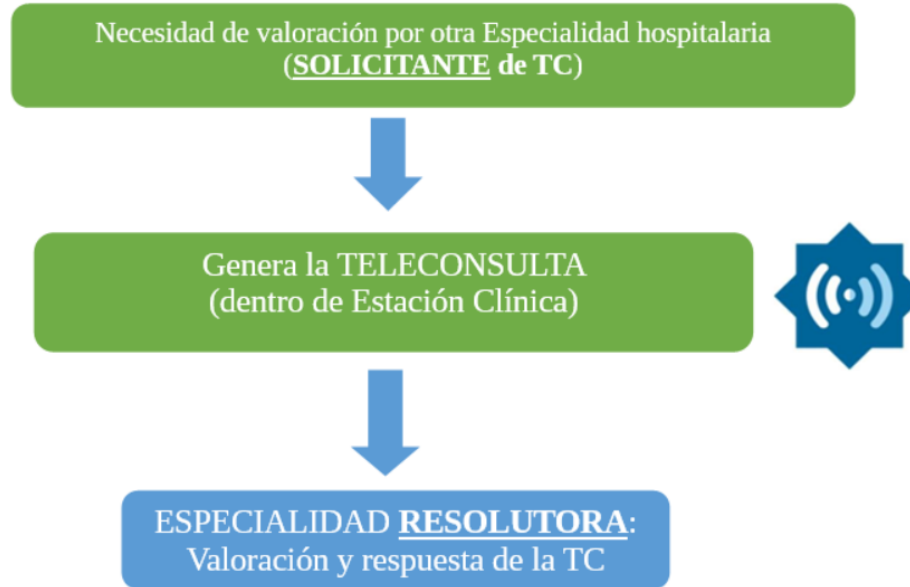 Necesidad de valoración por otra Especialidad hospitalaria
(SOLICITANTE de TC)
Genera la TELECONSULTA
(dentro de Estación Clínica)
ESPECIALIDAD RESOLUTORA:
Valoración y respuesta de la TC